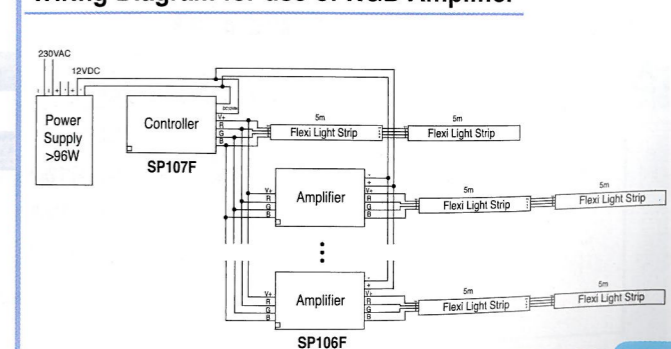 Wiring Diagram for use of RGB Amplifier
230VAC
12VDC
Power
Supply
>96W
Controller
SP107F
V+
R
G
B
5m
Flexi Light Strip
5m
Flexi Light Strip
V+
R
G
B
Amplifier
-
+
V+
R
G
B
5m
Flexi Light Strip
5m
Flexi Light Strip
V+
R
G
B
Amplifier
SP106F
-
+
V+
R
G
B
5m
Flexi Light Strip
5m
Flexi Light Strip